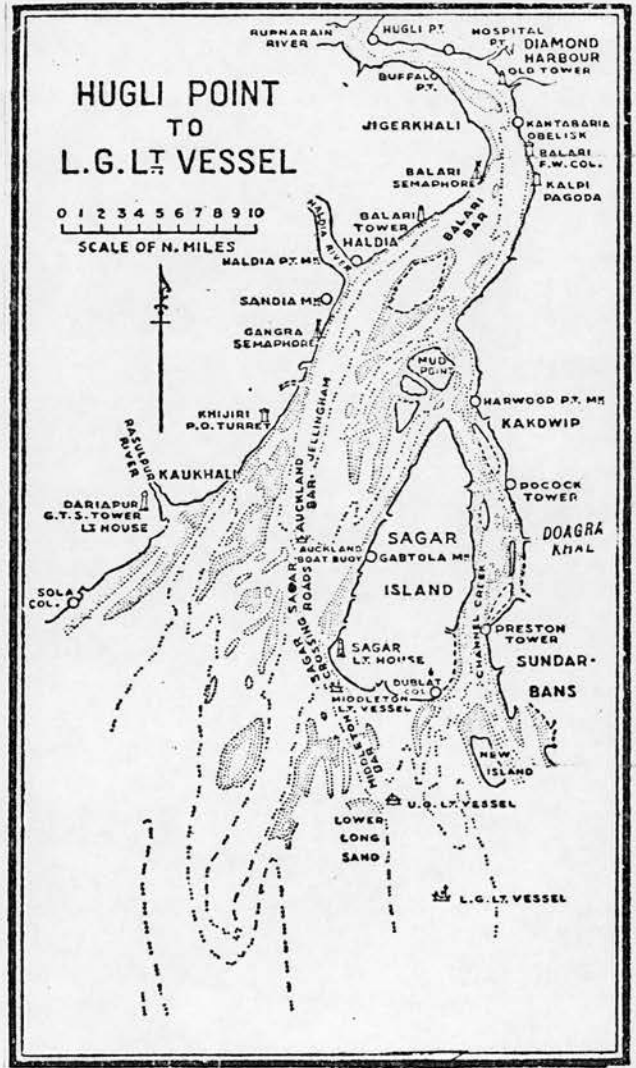 RUPNARAIN
RIVER
HUGLI PT.
HOSPITAL
PT.
DIAMOND
HARBOUR
OLD TOWER
BUFFALO
PT.
HUGLI POINT
TO
L.G.LT VESSEL
JIGERKHALI
KANTABARIA
OBELISK
BALARI
F.W. COL.
BALARI
SEMAPHORE
KALPI
PAGODA
0 1 2 3 4 5 6 7 8 9 10
SCALE OF N. MILES
BALARI
TOWER
BALARI
BAR
HALDIA RIVER
HALDIA
HALDIA PT. MK
SANDIA MK
GANGRA
SEMAPHORE
MUD
POINT
JELLINGHAM
KHIJIRI
P.O. TURRET
HARWOOD PT. MK
KAKDWIP
RASULPUR
RIVER
KAUKHALI
AUCKLAND
BAR
POCOCK
TOWER
DARIAPUR
G.T.S. TOWER
LT HOUSE
SAGAR
ISLAND
AUCKLAND
BOAT BUOY
GABTOLA MK
DOAGRA
KHAL
SOLA
COL.
SAGAR
ROADS
CHANNEL CREEK
PRESTON
TOWER
SAGAR
LT. HOUSE
SUNDAR-
BANS
SAGAR
CROSSING
DUBLAT
COL.
MIDDLETON
LT. VESSEL
MIDDLETON
BAR
NEW
ISLAND
U.G. LT. VESSEL
LOWER
LONG
SAND
L.G. LT. VESSEL